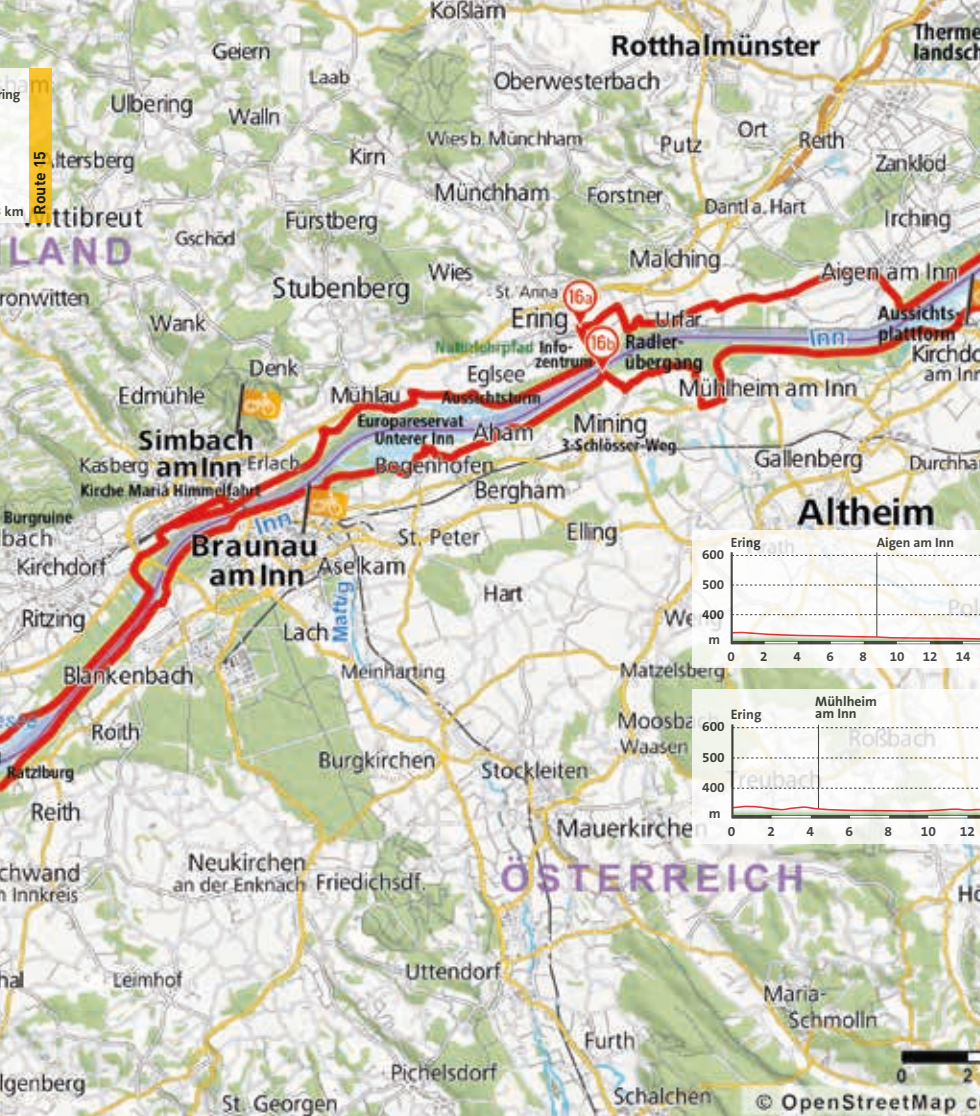 Kößlarn
Rotthalmünster
Therme
landsch
Geiern
Laab
Oberwesterbach
ring
Ulbering
Walln
Wies b. Münchham
Ort
Putz
Reith
Altersberg
Kirn
Zanklöd
Route 15
Münchham
Forstner
Dantl a. Hart
km
Wittibreut
Fürstberg
Irching
Gschöd
LAND
Malching
Wies
Aigen am Inn
Stubenberg
St. Anna
16a
ronwitten
Wank
Ering
Urfar
Aussichts-
plattform
Inn
16b
Naturlehrpfad
Info-
zentrum
Radler-
übergang
Kirchdo
am Inn
Denk
Eglsee
Edmühle
Mühlau
Aussichtsturm
Mühlheim am Inn
Europareservat
Unterer Inn
Aham
Mining
3-Schlösser-Weg
Simbach
am Inn
Kasberg
Erlach
Bogenhofen
Gallenberg
Durchha
Kirche Mariä Himmelfahrt
Bergham
Altheim
Burgruine
bach
Inn
St. Peter
Elling
Braunau
am Inn
Kirchdorf
Aselkam
Ering
Aigen am Inn
600
500
400
m
0 2 4 6 8 10 12 14
Hart
Ritzing
Lach
Mattig
Weng
Blankenbach
Meinharting
Matzelsberg
Roith
Moosbach
Waasen
Mühlheim
am Inn
Ering
600
500
400
m
0 2 4 6 8 10 12
Roßbach
Treubach
Burgkirchen
Stockleiten
Ratzlburg
Reith
Mauerkirchen
Neukirchen
an der Enknach
Friedichsdf.
ÖSTERREICH
chwand
n Innkreis
Hö
Leimhof
Uttendorf
hal
Maria-
Schmolln
Furth
Pichelsdorf
0 2
lgenberg
St. Georgen
Schalchen
© OpenStreetMap c